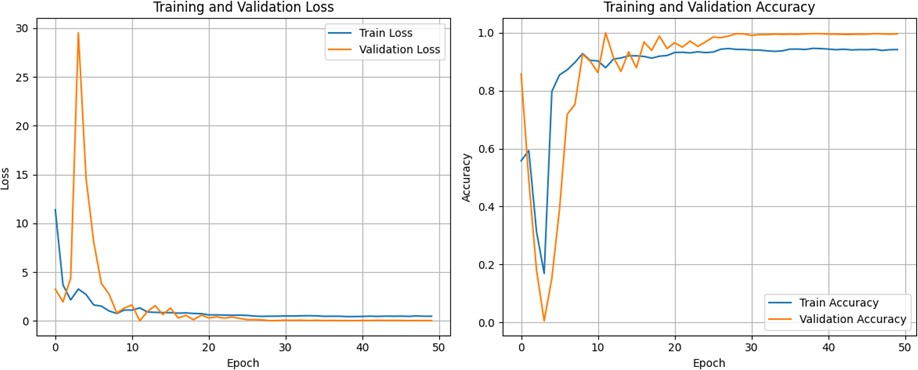 Training and Validation Loss
30
25
20
15
10
5
0
Loss
0 10 20 30 40 50
Epoch
Train Loss
Validation Loss
Training and Validation Accuracy
1.0
0.8
0.6
0.4
0.2
0.0
Accuracy
0 10 20 30 40 50
Epoch
Train Accuracy
Validation Accuracy